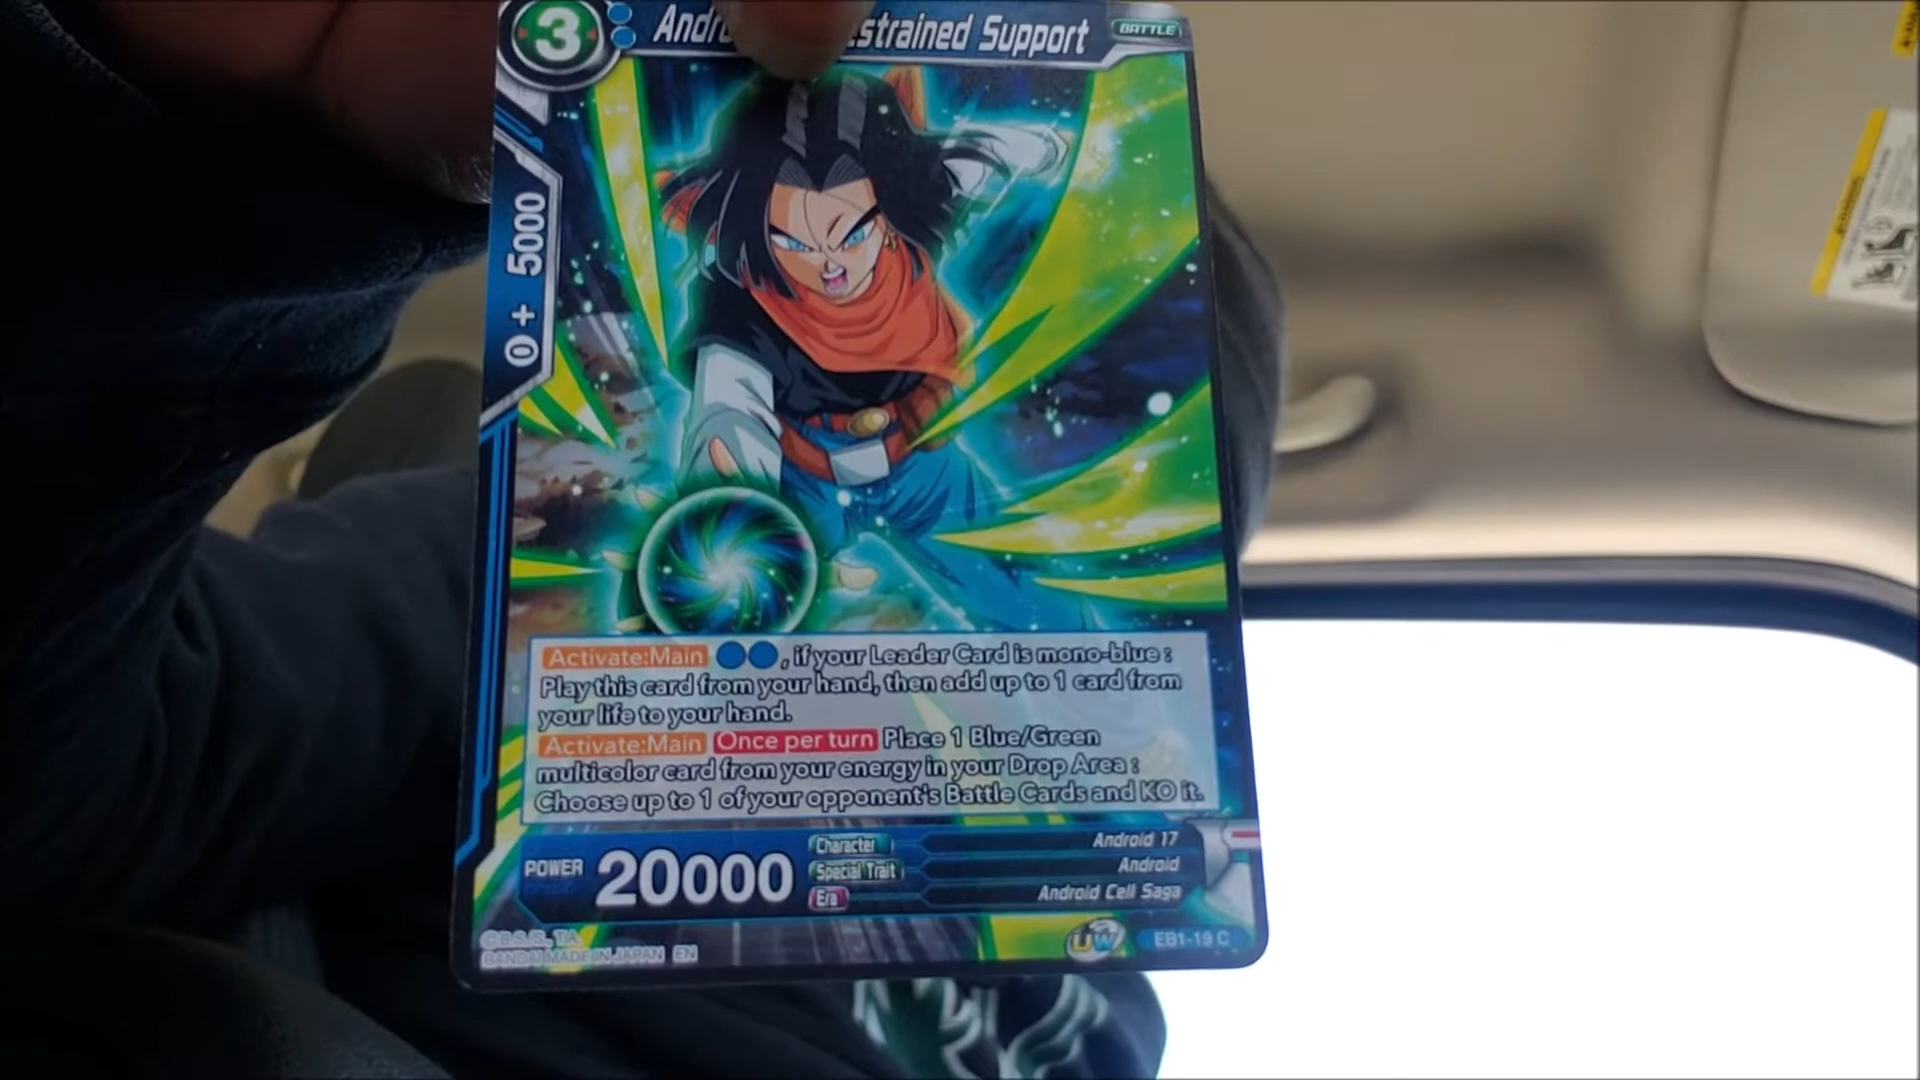 3 Andr estrained Support BATTLE
0 + 5000
Activate:Main , if your Leader Card is mono-blue :
Play this card from your hand, then add up to 1 card from
your life to your hand.
Activate:Main Once per turn Place 1 Blue/Green
multicolor card from your energy in your Drop Area :
Choose up to 1 of your opponent's Battle Cards and KO it.
POWER 20000
Character Android 17
Special Trait Android
Era Android Cell Saga
©B.S./S., T.A.
BANDAI MADE IN JAPAN EN
UW EB1-19 C